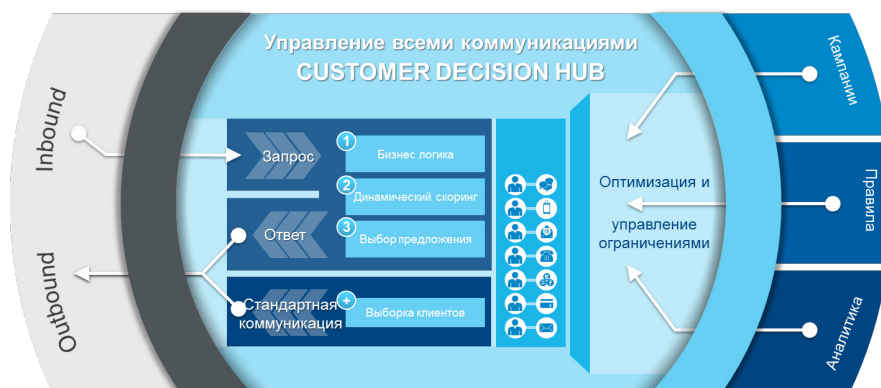 Управление всеми коммуникациями
CUSTOMER DECISION HUB
Inbound
Outbound
Запрос
1
Бизнес логика
2
Динамический скоринг
Ответ
3
Выбор предложения
Стандартная
коммуникация
+
Выборка клиентов
Оптимизация и
управление
ограничениями
Кампании
Правила
Аналитика